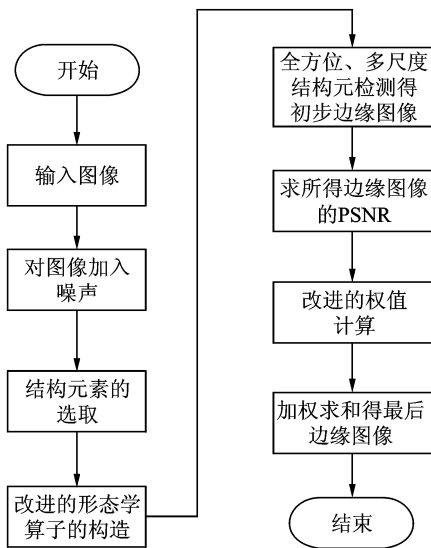 开始
输入图像
对图像加入
噪声
结构元素的
选取
改进的形态学
算子的构造
全方位、多尺度
结构元检测得
初步边缘图像
求所得边缘图像
的PSNR
改进的权值
计算
加权求和得最后
边缘图像
结束